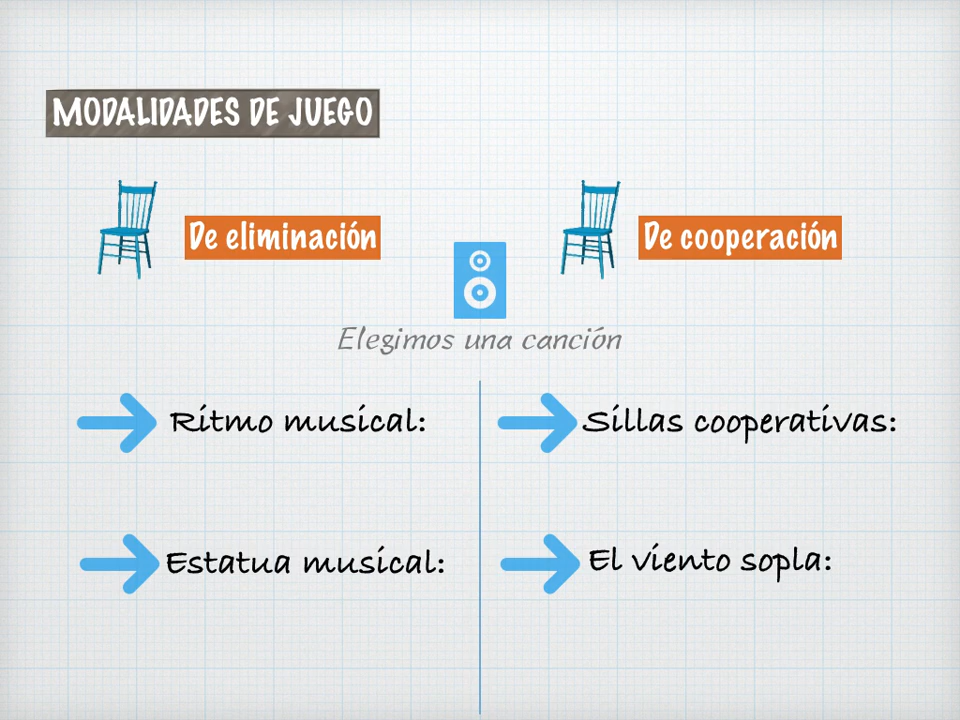 MODALIDADES DE JUEGO
De eliminación
De cooperación
Elegimos una canción
Ritmo musical:
Sillas cooperativas:
Estatua musical:
El viento sopla: